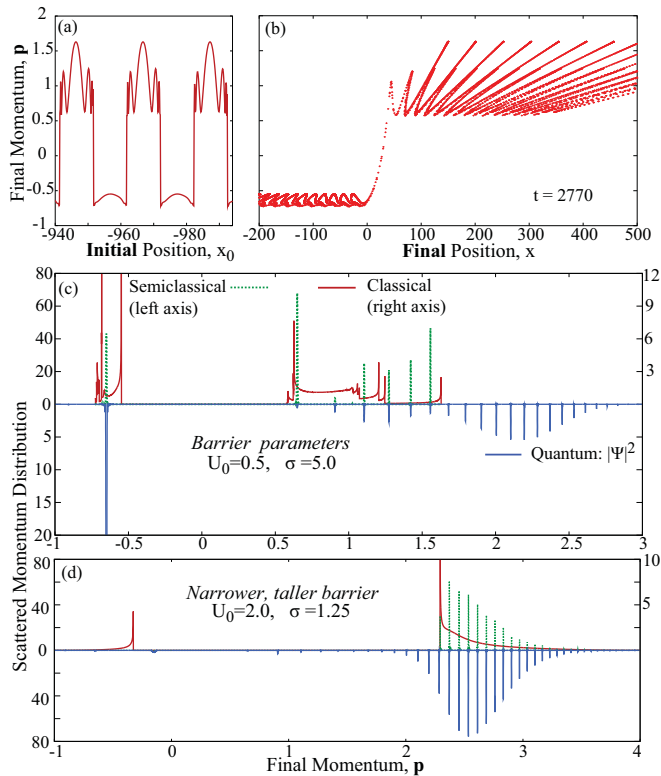 (a)
(b)
2
1.5
1
0.5
0
-0.5
-1
Final Momentum, p
-940 -960 -980
Initial Position, x0
t = 2770
-200 -100 0 100 200 300 400 500
Final Position, x
(c)
Semiclassical
(left axis)
Classical
(right axis)
80
60
40
20
0
5
10
15
20
12
9
6
3
Barrier parameters
U0=0.5, σ =5.0
Quantum: |Ψ|2
-1 -0.5 0 0.5 1 1.5 2 2.5 3
Scattered Momentum Distribution
(d)
80
40
0
40
80
10
5
Narrower, taller barrier
U0=2.0, σ =1.25
-1 0 1 2 3 4
Final Momentum, p